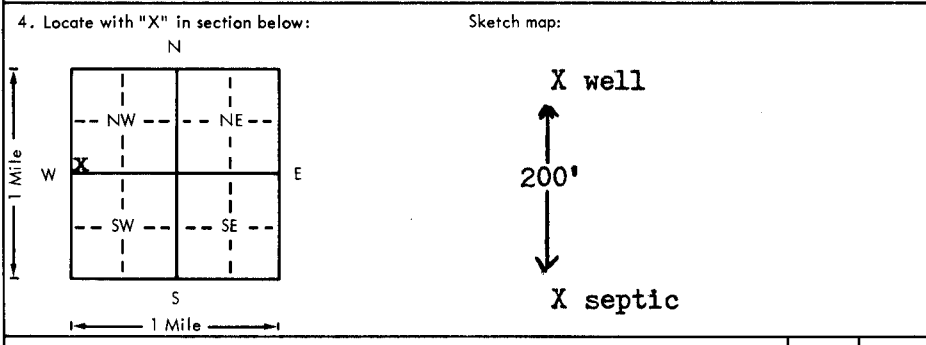 4. Locate with "X" in section below:
Sketch map:
N
X well
NW
NE
1 Mile
W
X
E
200'
SW
SE
S
X septic
1 Mile